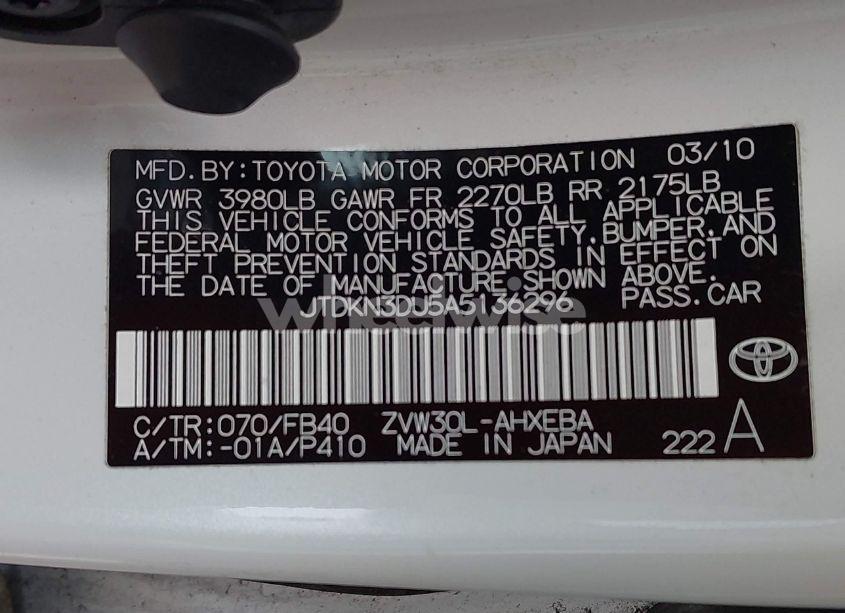 MFD. BY: TOYOTA MOTOR CORPORATION 03/10
GVWR 3980LB GAWR FR 2270LB RR 2175LB
THIS VEHICLE CONFORMS TO ALL APPLICABLE
FEDERAL MOTOR VEHICLE SAFETY, BUMPER, AND
THEFT PREVENTION STANDARDS IN EFFECT ON
THE DATE OF MANUFACTURE SHOWN ABOVE.
JTDKN3DU5A5136296 PASS. CAR
wheelwise
C/TR: 070/FB40 ZVW30L-AHXEBA
A/TM: -01A/P410 MADE IN JAPAN 222 A